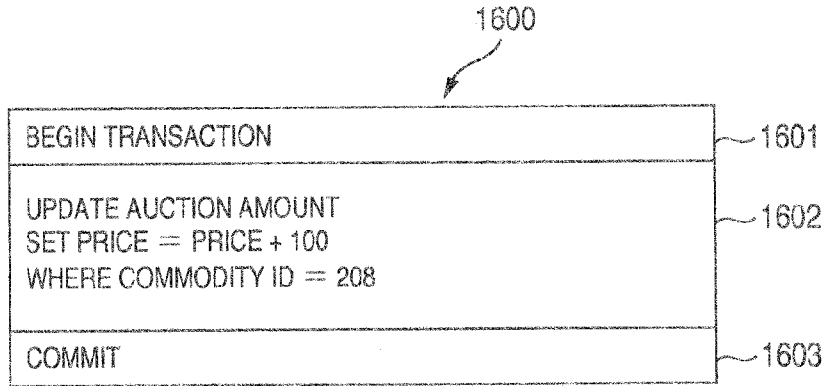 1600
BEGIN TRANSACTION
1601
UPDATE AUCTION AMOUNT
SET PRICE = PRICE + 100
WHERE COMMODITY ID = 208
1602
COMMIT
1603